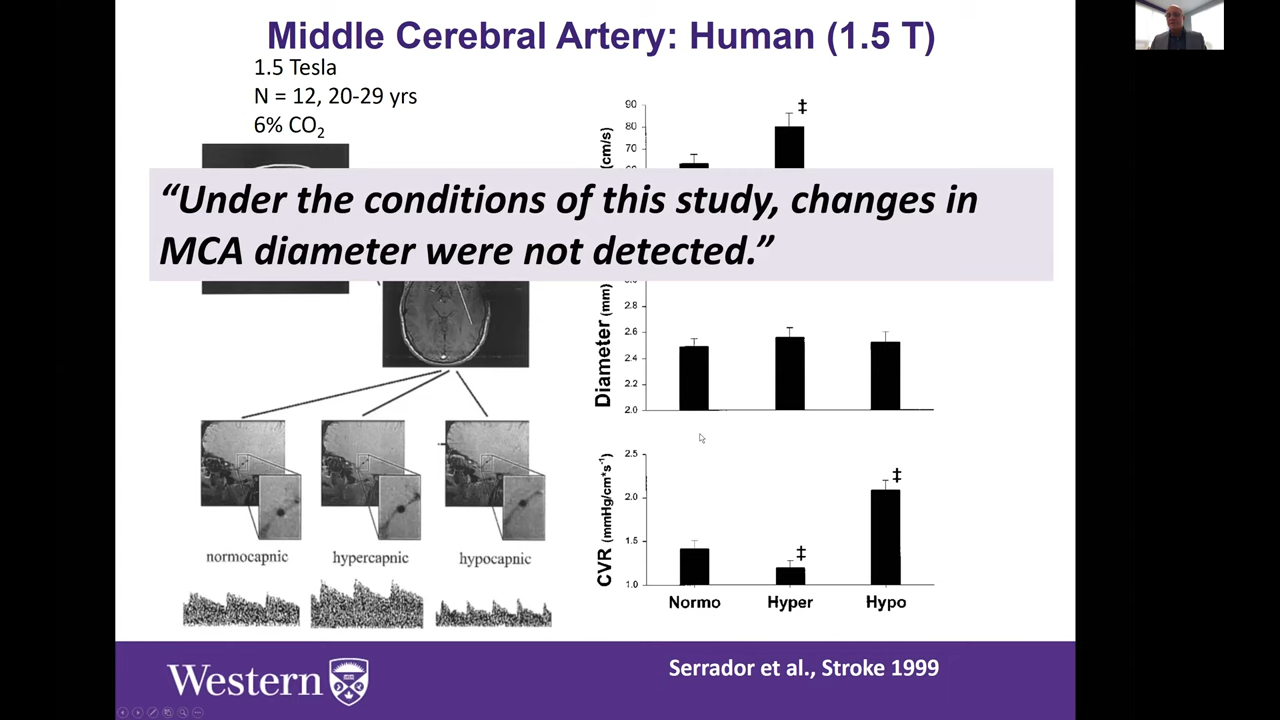 Middle Cerebral Artery: Human (1.5 T)
1.5 Tesla
N = 12, 20-29 yrs
6% CO₂
“Under the conditions of this study, changes in
MCA diameter were not detected.”
90
80
70
(cm/s)
‡
2.8
2.6
2.4
2.2
2.0
Diameter (mm)
normocapnic
hypercapnic
hypocapnic
2.5
2.0
1.5
1.0
CVR (mmHg/cm*s⁻¹)
‡
‡
Normo
Hyper
Hypo
Western
Serrador et al., Stroke 1999